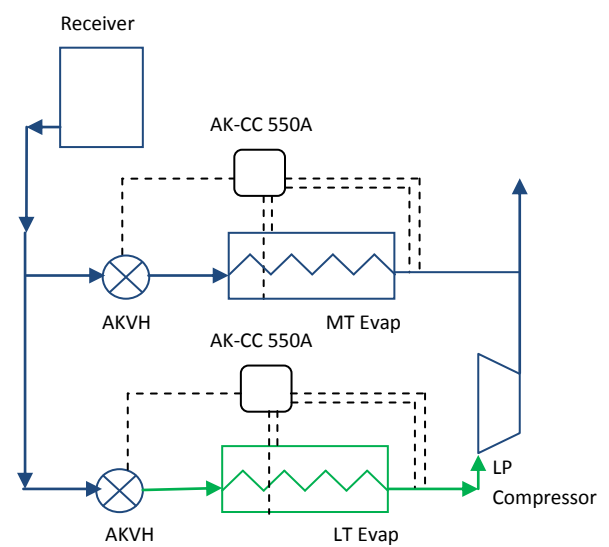 Receiver
AK-CC 550A
AKVH
MT Evap
AK-CC 550A
LP
Compressor
AKVH
LT Evap